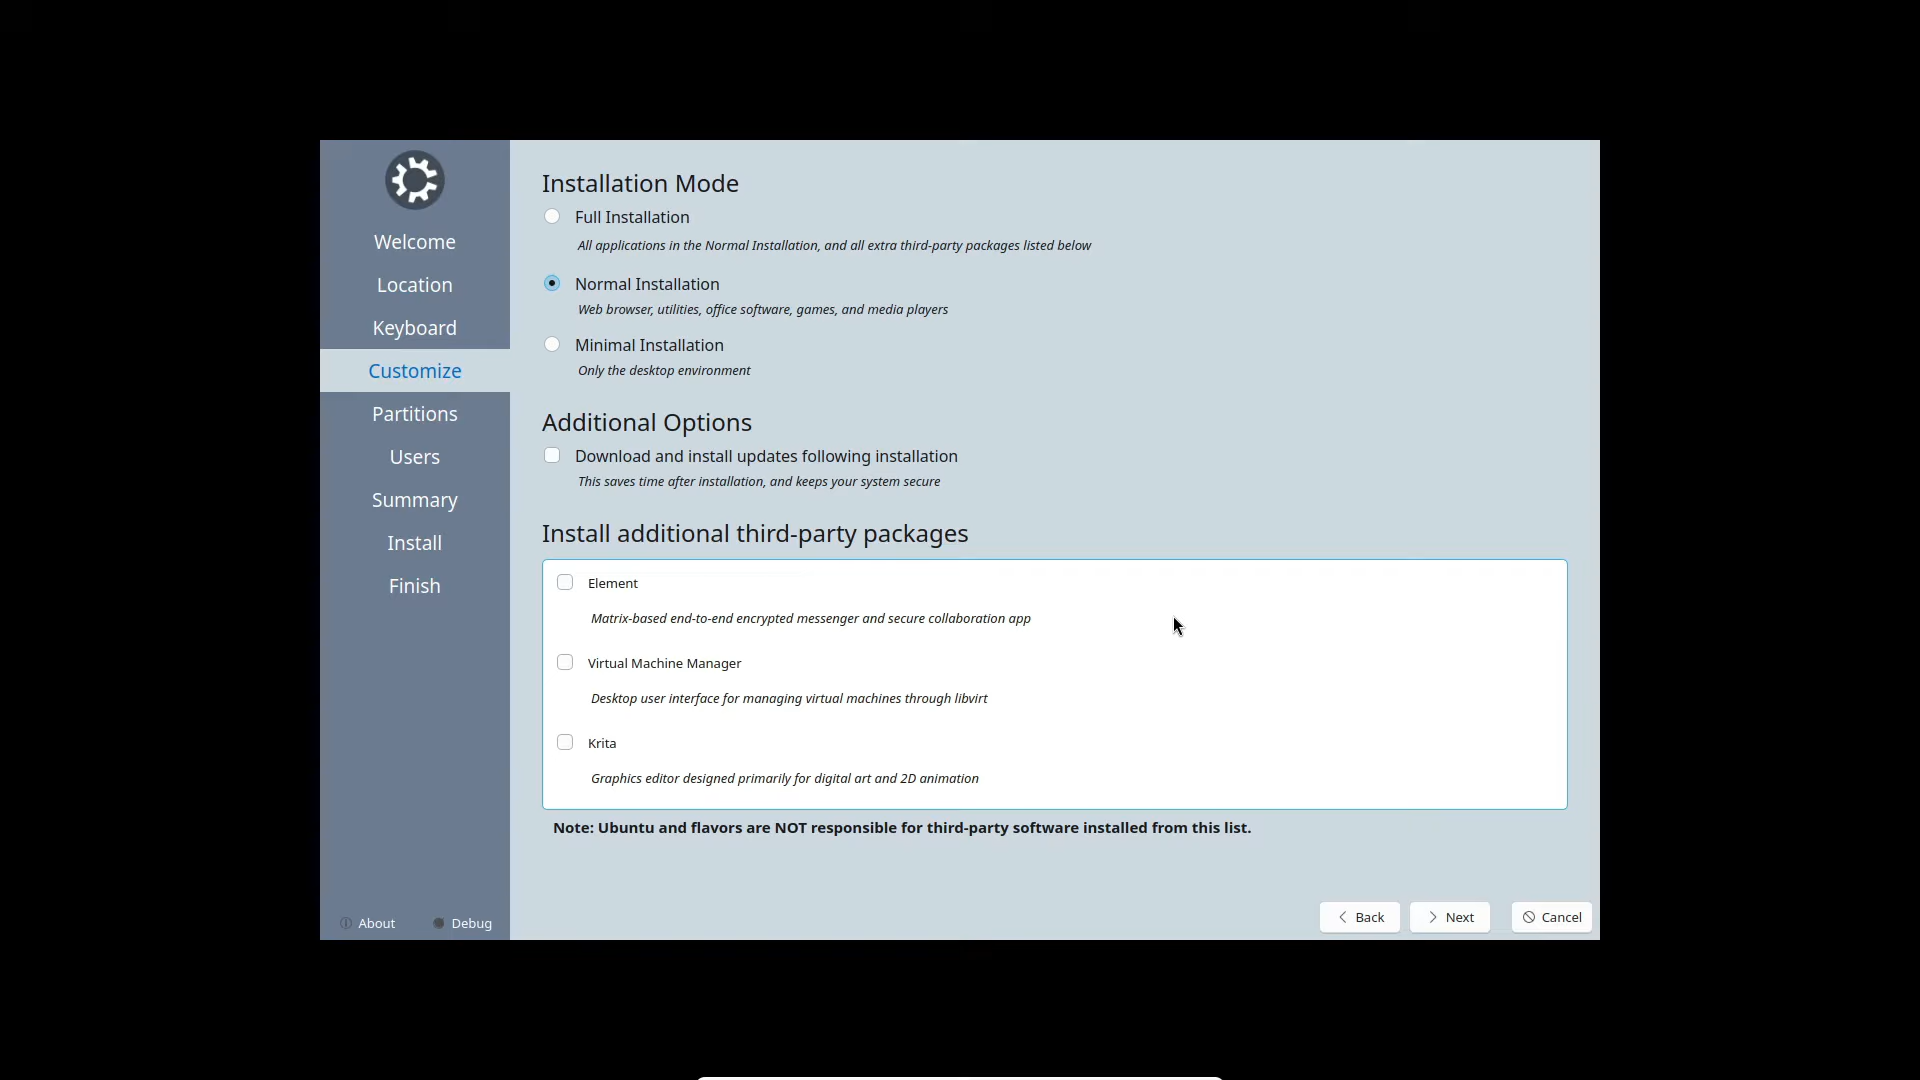 Welcome
Location
Keyboard
Customize
Partitions
Users
Summary
Install
Finish
About
Debug
Installation Mode
Full Installation
All applications in the Normal Installation, and all extra third-party packages listed below
Normal Installation
Web browser, utilities, office software, games, and media players
Minimal Installation
Only the desktop environment
Additional Options
Download and install updates following installation
This saves time after installation, and keeps your system secure
Install additional third-party packages
Element
Matrix-based end-to-end encrypted messenger and secure collaboration app
Virtual Machine Manager
Desktop user interface for managing virtual machines through libvirt
Krita
Graphics editor designed primarily for digital art and 2D animation
Note: Ubuntu and flavors are NOT responsible for third-party software installed from this list.
Back
Next
Cancel